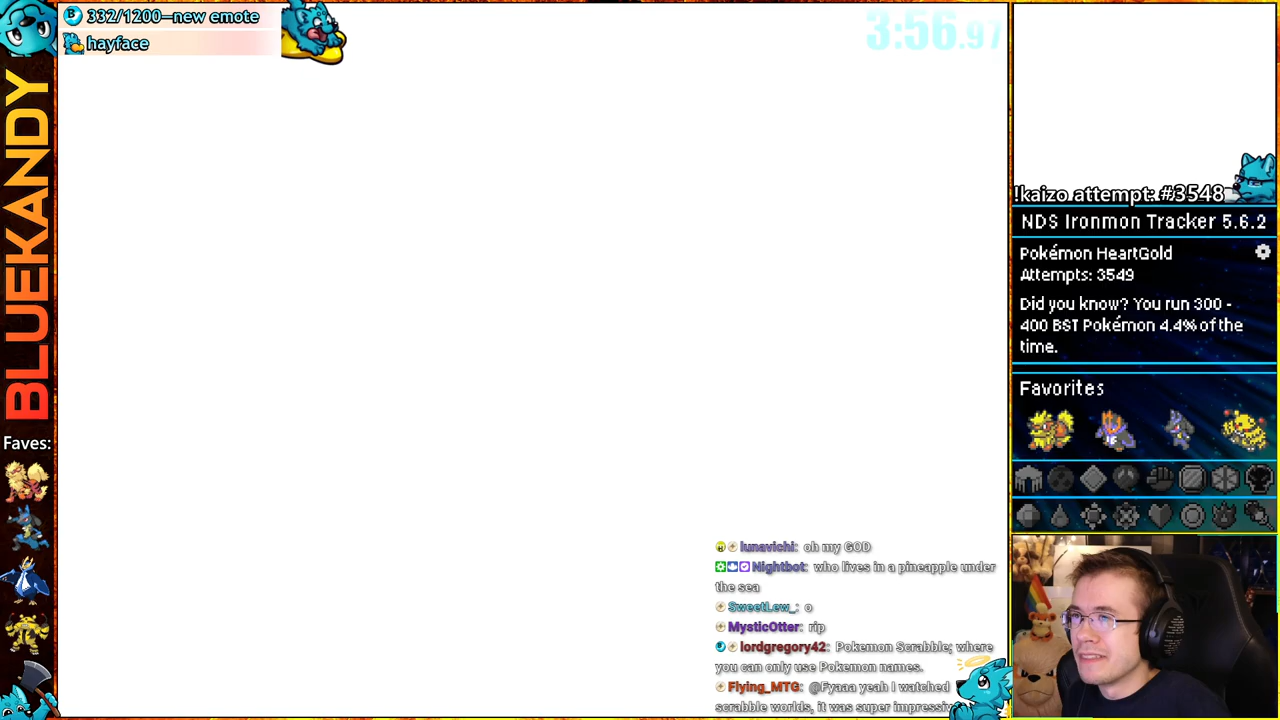 332/1200—new emote
hayface
3:56.97
BLUEKANDY
Faves:
!kaizo attempt: #3548
NDS Ironmon Tracker 5.6.2
Pokémon HeartGold
Attempts: 3549
Did you know? You run 300 -
400 BST Pokémon 4.4% of the
time.
Favorites
lunavichi: oh my GOD
Nightbot: who lives in a pineapple under
the sea
SweetLew_: o
MysticOtter: rip
lordgregory42: Pokemon Scrabble; where
you can only use Pokemon names.
Flying_MTG: @Fyaaa yeah I watched
scrabble worlds, it was super